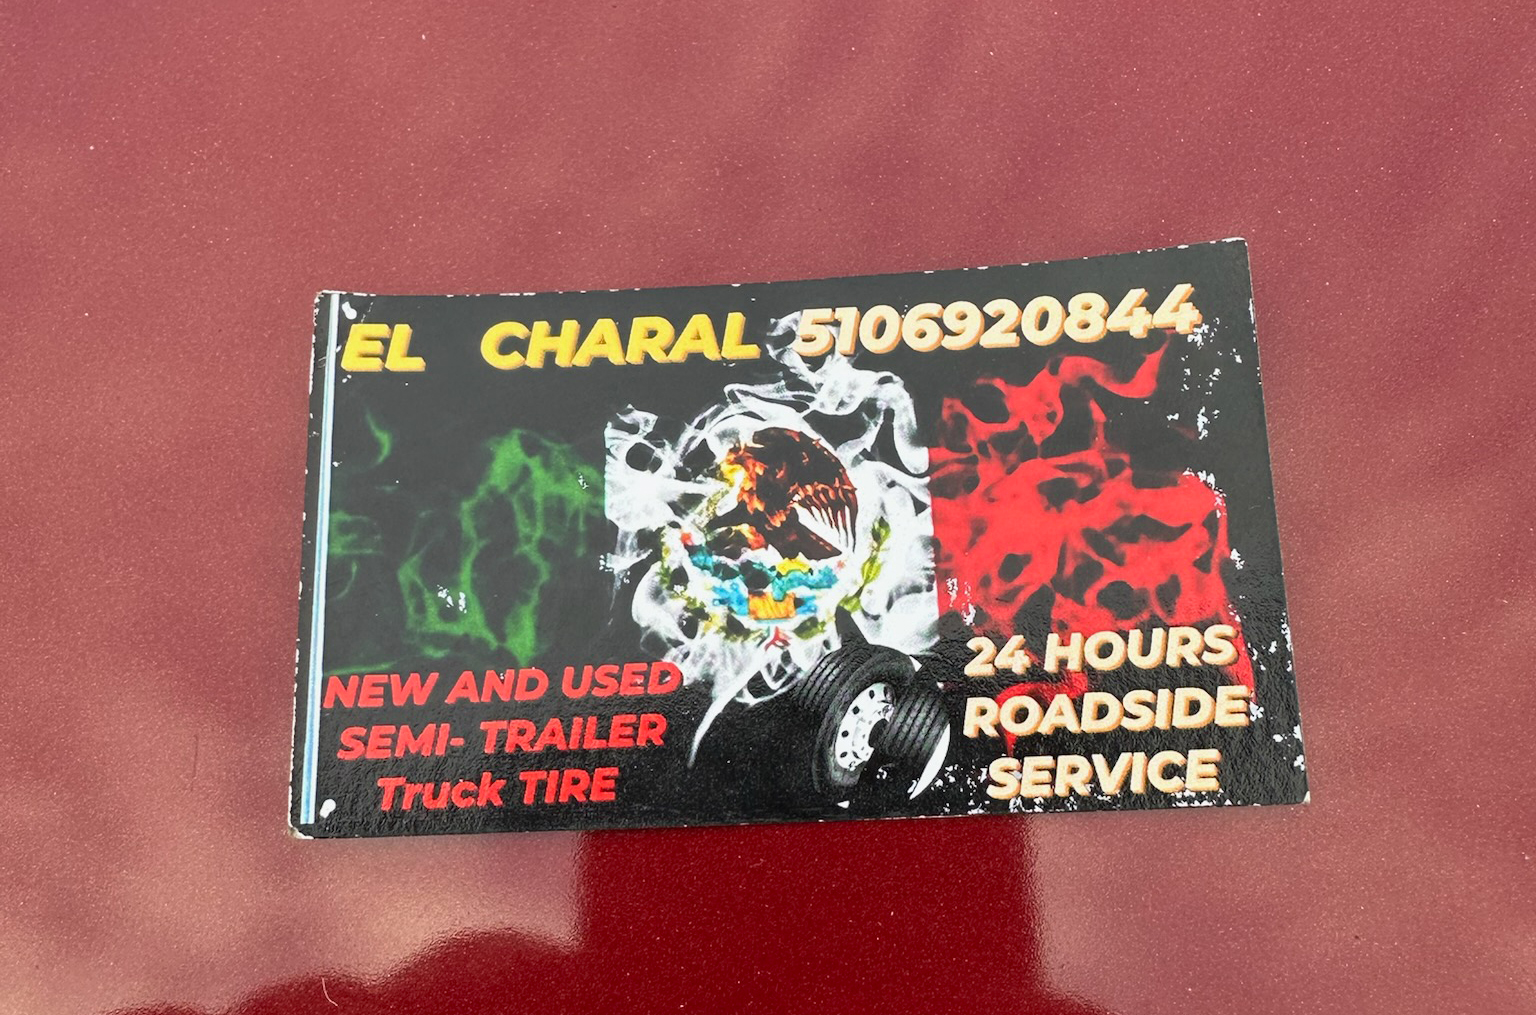 EL CHARAL 5106920844
NEW AND USED
SEMI- TRAILER
Truck TIRE
24 HOURS
ROADSIDE
SERVICE